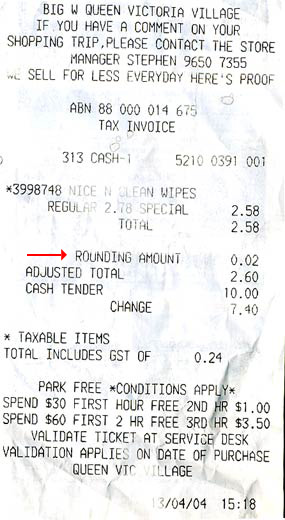 BIG W QUEEN VICTORIA VILLAGE
IF YOU HAVE A COMMENT ON YOUR
SHOPPING TRIP,PLEASE CONTACT THE STORE
MANAGER STEPHEN 9650 7355
WE SELL FOR LESS EVERYDAY HERE'S PROOF
ABN 88 000 014 675
TAX INVOICE
313 CASH-1 5210 0391 001
*3998748 NICE N CLEAN WIPES
REGULAR 2.78 SPECIAL 2.58
TOTAL 2.58
ROUNDING AMOUNT 0.02
ADJUSTED TOTAL 2.60
CASH TENDER 10.00
CHANGE 7.40
* TAXABLE ITEMS
TOTAL INCLUDES GST OF 0.24
PARK FREE *CONDITIONS APPLY*
SPEND $30 FIRST HOUR FREE 2ND HR $1.00
SPEND $60 FIRST 2 HR FREE 3RD HR $3.50
VALIDATE TICKET AT SERVICE DESK
VALIDATION APPLIES ON DATE OF PURCHASE
QUEEN VIC VILLAGE
13/04/04 15:18